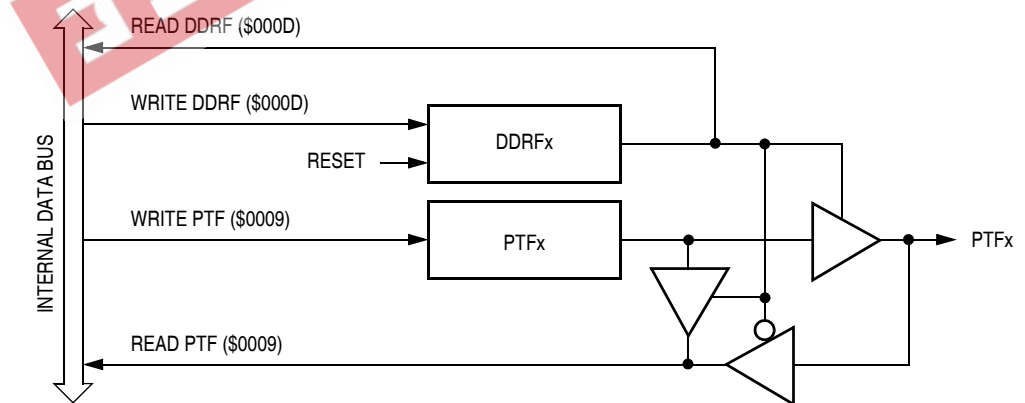 READ DDRF ($000D)
WRITE DDRF ($000D)
DDRFx
RESET
INTERNAL DATA BUS
WRITE PTF ($0009)
PTFx
PTFx
READ PTF ($0009)